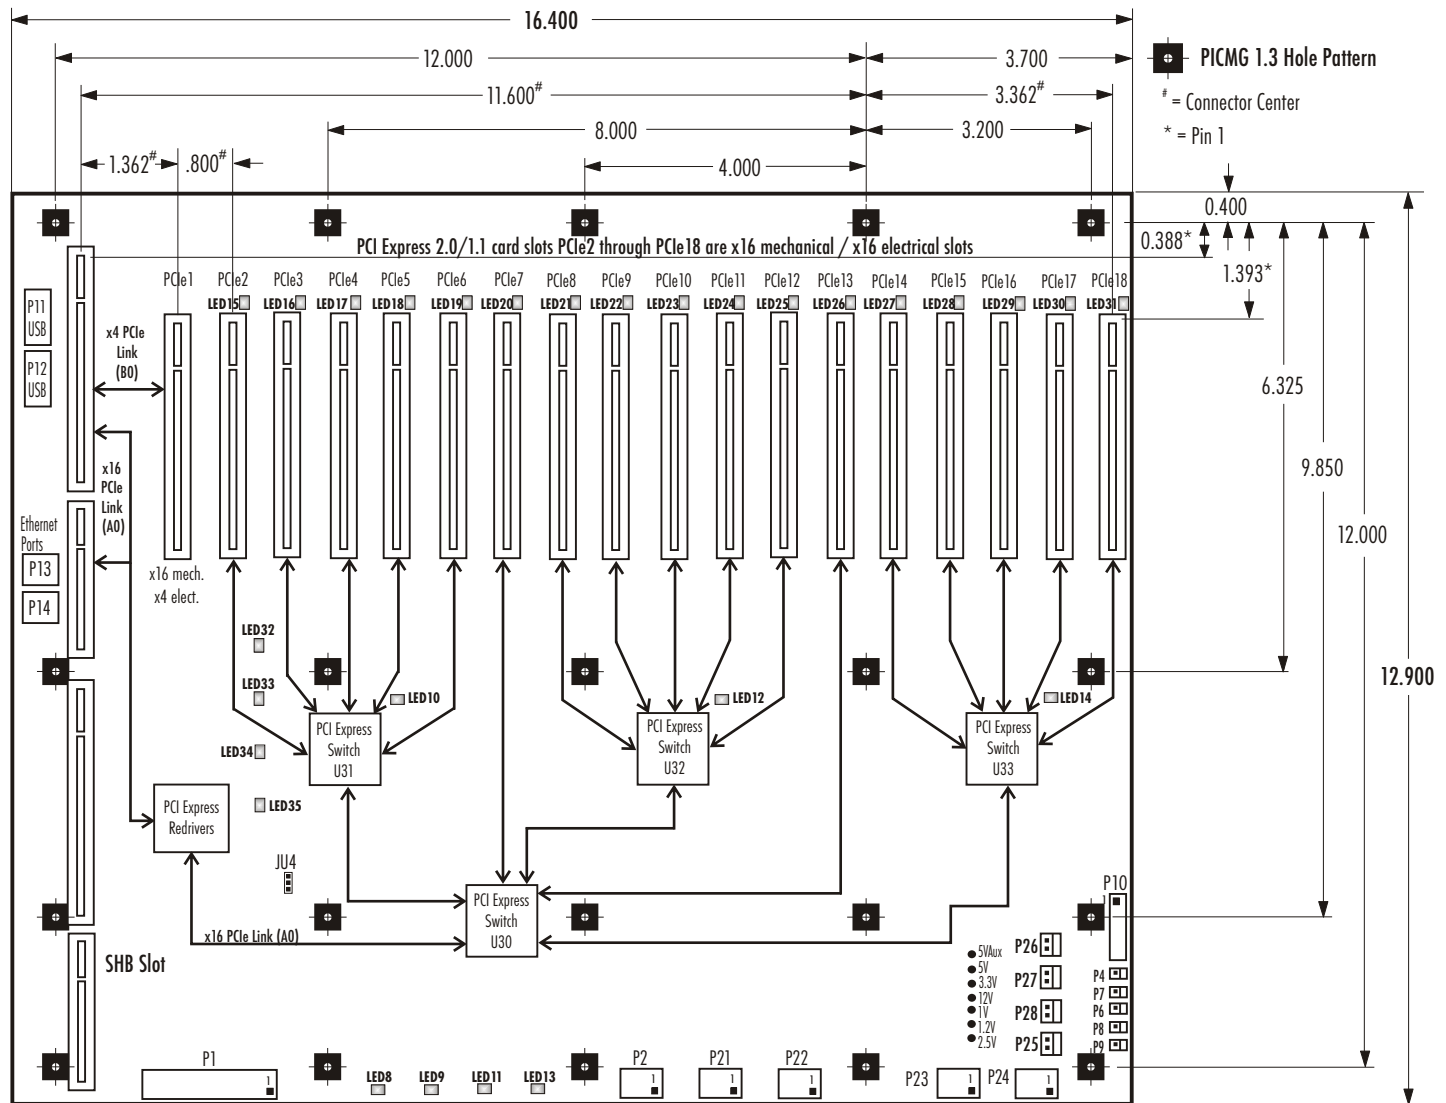 16.400
12.000
3.700
PICMG 1.3 Hole Pattern
11.600#
3.362#
# = Connector Center
8.000
3.200
* = Pin 1
1.362#
.800#
4.000
0.400
PCI Express 2.0/1.1 card slots PCIe2 through PCIe18 are x16 mechanical / x16 electrical slots
0.388*
1.393*
PCIe1
PCIe2
PCIe3
PCIe4
PCIe5
PCIe6
PCIe7
PCIe8
PCIe9
PCIe10
PCIe11
PCIe12
PCIe13
PCIe14
PCIe15
PCIe16
PCIe17
PCIe18
LED15
LED16
LED17
LED18
LED19
LED20
LED21
LED22
LED23
LED24
LED25
LED26
LED27
LED28
LED29
LED30
LED31
P11
USB
P12
USB
x4 PCIe
Link
(B0)
6.325
9.850
12.000
12.900
x16
PCIe
Link
(A0)
Ethernet
Ports
P13
P14
x16 mech.
x4 elect.
LED32
LED33
LED34
LED35
LED10
LED12
LED14
PCI Express
Switch
U31
PCI Express
Switch
U32
PCI Express
Switch
U33
PCI Express
Redrivers
JU4
PCI Express
Switch
U30
x16 PCIe Link (A0)
SHB Slot
P10
1
5VAux
5V
3.3V
12V
1V
1.2V
2.5V
P26
P27
P28
P25
P4
P7
P6
P8
P9
P1
1
LED8
LED9
LED11
LED13
P2
1
P21
1
P22
1
P23
1
P24
1